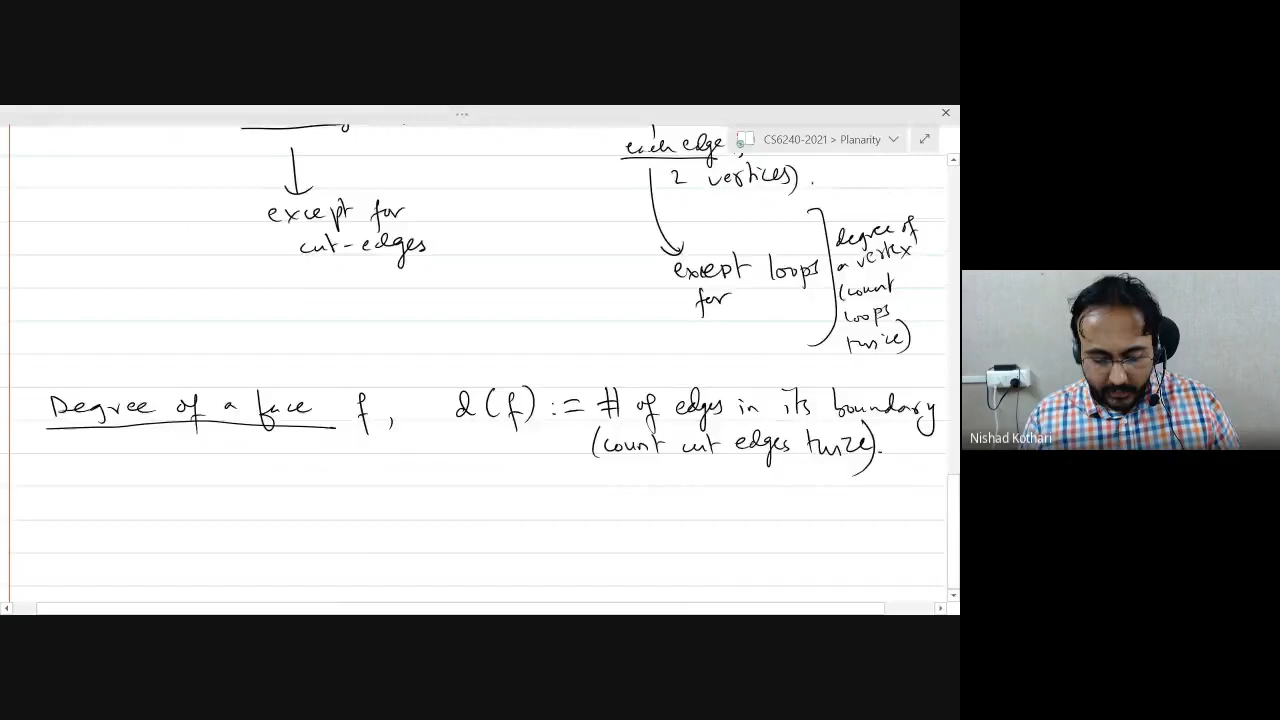 CS6240-2021 > Planarity
each edge,
2 vertices).
except for
cut-edges
except loops
for
degree of
a vertex
(count
loops
twice)
Degree of a face f, d(f) := # of edges in its boundary
(count cut edges twice).
Nishad Kothari